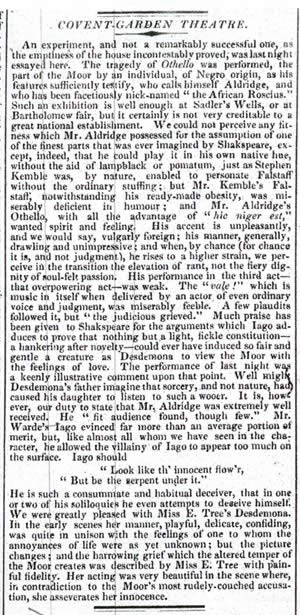 COVENT-GARDEN THEATRE.
An experiment, and not a remarkably successful one, as
the emptiness of the house incontestably proved, was last night
essayed here. The tragedy of Othello was performed, the
part of the Moor by an individual, of Negro origin, as his
features sufficiently testify, who calls himself Aldridge, and
who has been facetiously nick-named "the African Roscius."
Such an exhibition is well enough at Sadler's Wells, or at
Bartholomew fair, but it certainly is not very creditable to a
great national establishment. We could not perceive any fit-
ness which Mr. Aldridge possessed for the assumption of one
of the finest parts that was ever imagined by Shakspeare, ex-
cept, indeed, that he could play it in his own native hue,
without the aid of lampblack or pomatum, just as Stephen
Kemble was, by nature, enabled to personate Falstaff
without the ordinary stuffing; but Mr. Kemble's Fal-
staff, notwithstanding his ready-made obesity, was mi-
serably deficient in humour; and Mr. Aldridge's
Othello, with all the advantage of "hic niger est,"
wanted spirit and feeling. His accent is unpleasantly,
and we would say, vulgarly foreign; his manner, generally,
drawling and unimpressive; and when, by chance (for chance
it is, and not judgment), he rises to a higher strain, we per-
ceive in the transition the elevation of rant, not the fiery dig-
nity of soul-felt passion. His performance in the third act—
that overpowering act—was weak. The "vale!" which is
music in itself when delivered by an actor of even ordinary
voice and judgment, was miserably feeble. A few plaudits
followed it, but "the judicious grieved." Much praise has
been given to Shakspeare for the arguments which Iago ad-
duces to prove that nothing but a light, fickle constitution—
a hankering after novelty—could ever have induced so fair and
gentle a creature as Desdemona to view the Moor with
the feelings of love. The performance of last night was
a keenly illustrative comment upon that point. Well might
Desdemona's father imagine that sorcery, and not nature, had
caused his daughter to listen to such a wooer. It is, how-
ever, our duty to state that Mr. Aldridge was extremely well
received. He "fit audience found, though few." Mr.
Warde's Iago evinced far more than an average portion of
merit, but, like almost all whom we have seen in the cha-
racter, he allowed the villainy of Iago to appear too much on
the surface. Iago should
"Look like th' innocent flow'r,
"But be the serpent under it."
He is such a consummate and habitual deceiver, that in one
or two of his soliloquies he even attempts to deceive himself.
We were greatly pleased with Miss E. Tree's Desdemona.
In the early scenes her manner, playful, delicate, confiding,
was quite in unison with the feelings of one to whom the
annoyances of life were as yet unknown; but the picture
changes; and the harrowing grief which the altered temper of
the Moor creates was described by Miss E. Tree with pain-
ful fidelity. Her acting was very beautiful in the scene where,
in contradiction to the Moor's most rudely-couched accusa-
tion, she asseverates her innocence.